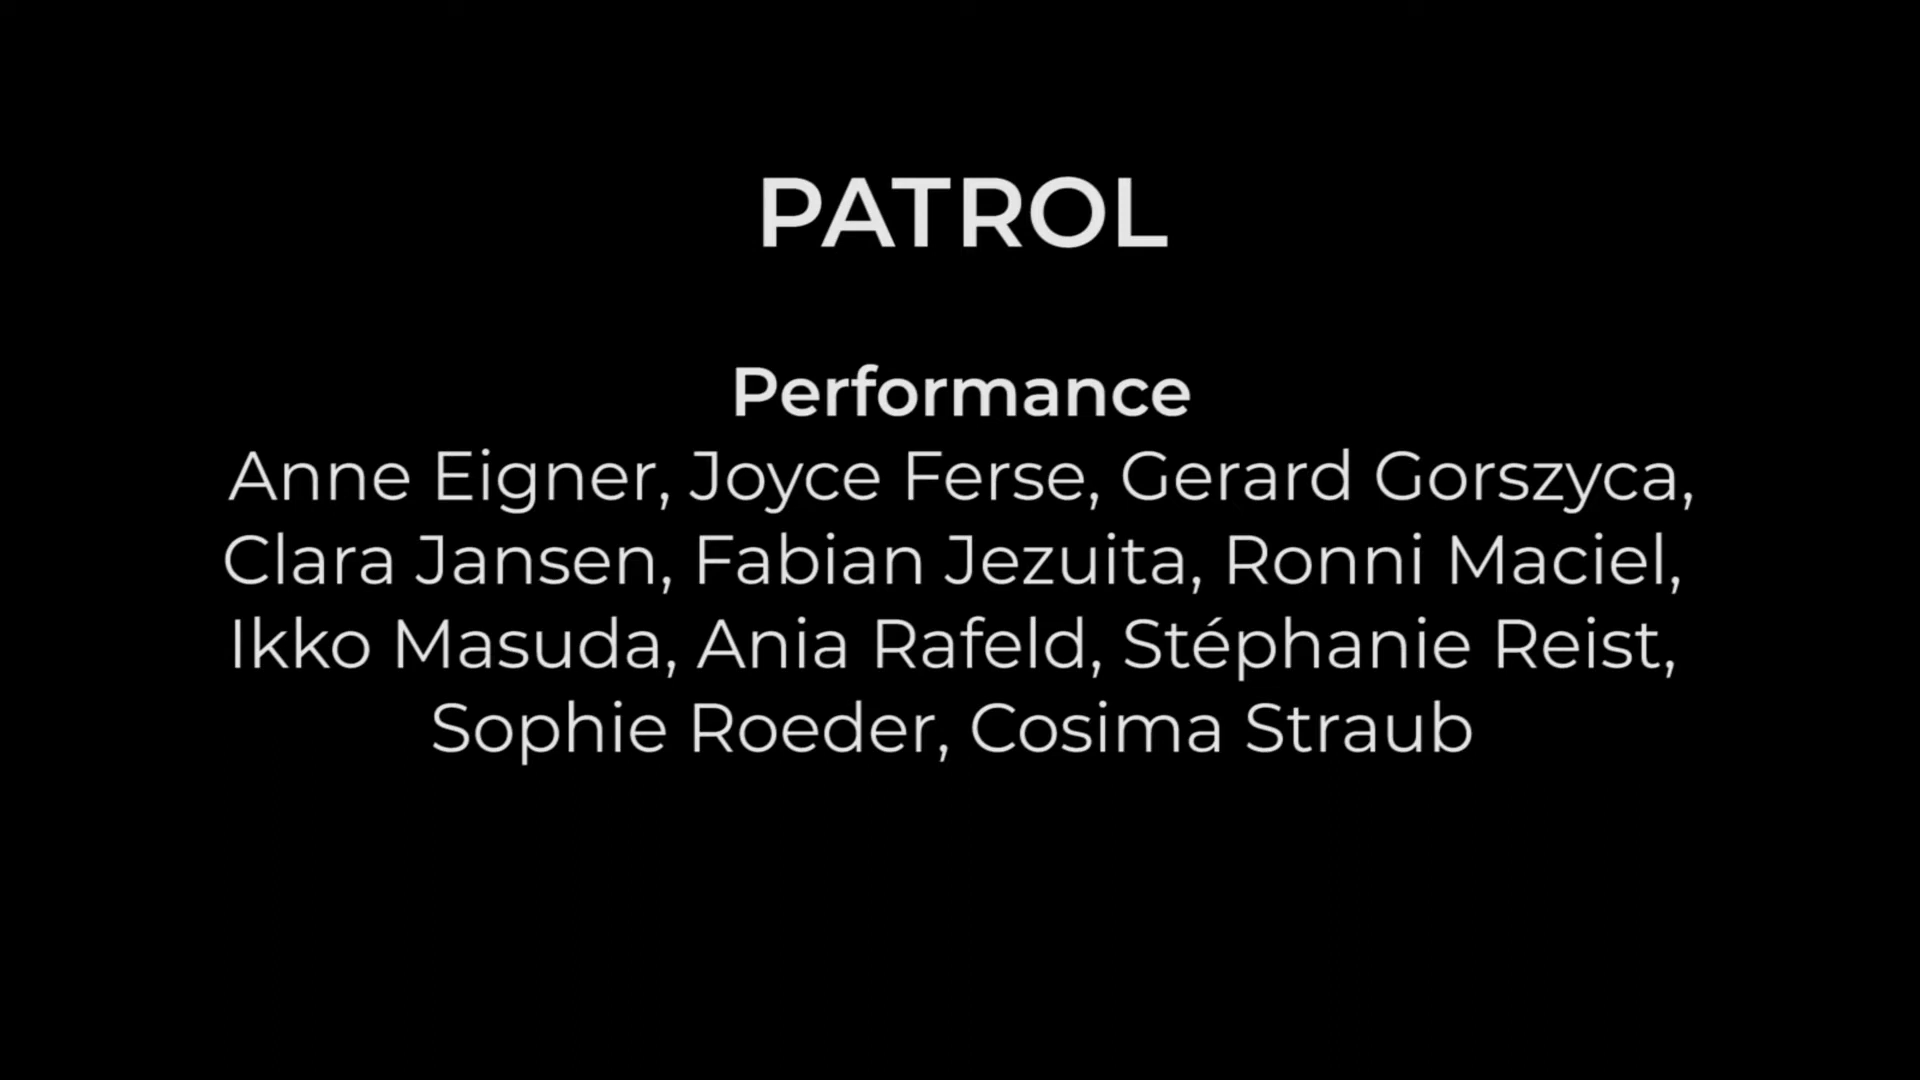 PATROL
Performance
Anne Eigner, Joyce Ferse, Gerard Gorszyca,
Clara Jansen, Fabian Jezuita, Ronni Maciel,
Ikko Masuda, Ania Rafeld, Stéphanie Reist,
Sophie Roeder, Cosima Straub